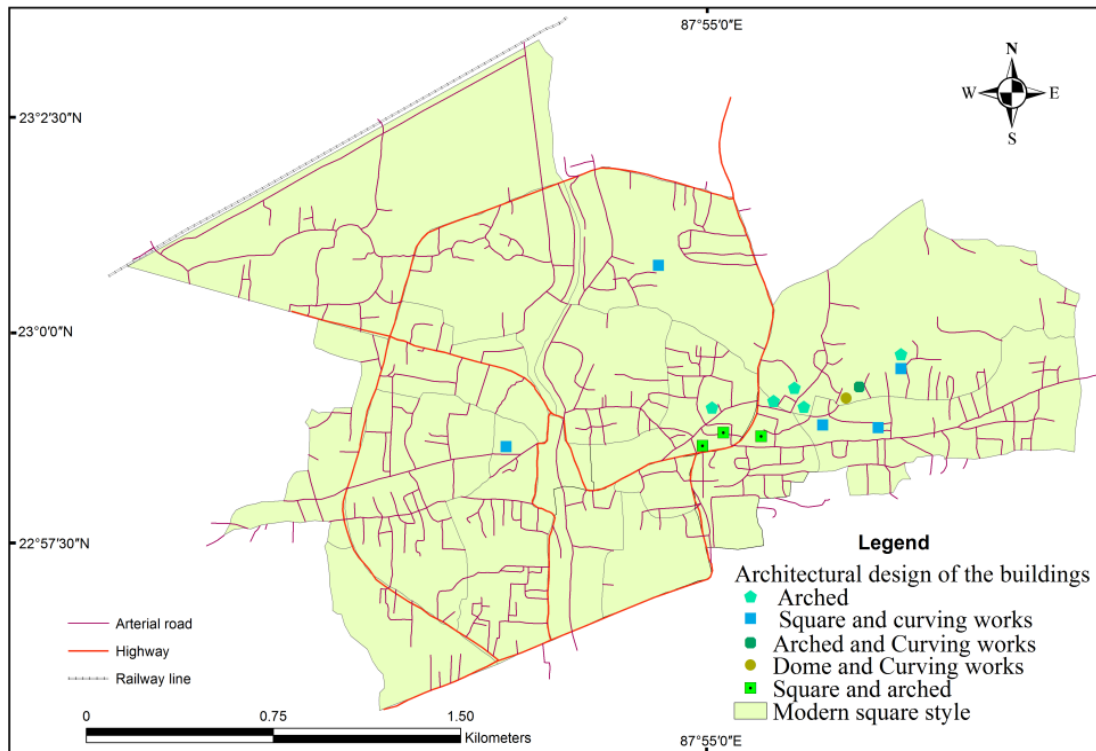 87°55′0″E
N
W E
S
23°2′30″N
23°0′0″N
22°57′30″N
Legend
Architectural design of the buildings
Arched
Square and curving works
Arched and Curving works
Dome and Curving works
Square and arched
Modern square style
Arterial road
Highway
Railway line
0 0.75 1.50
Kilometers
87°55′0″E